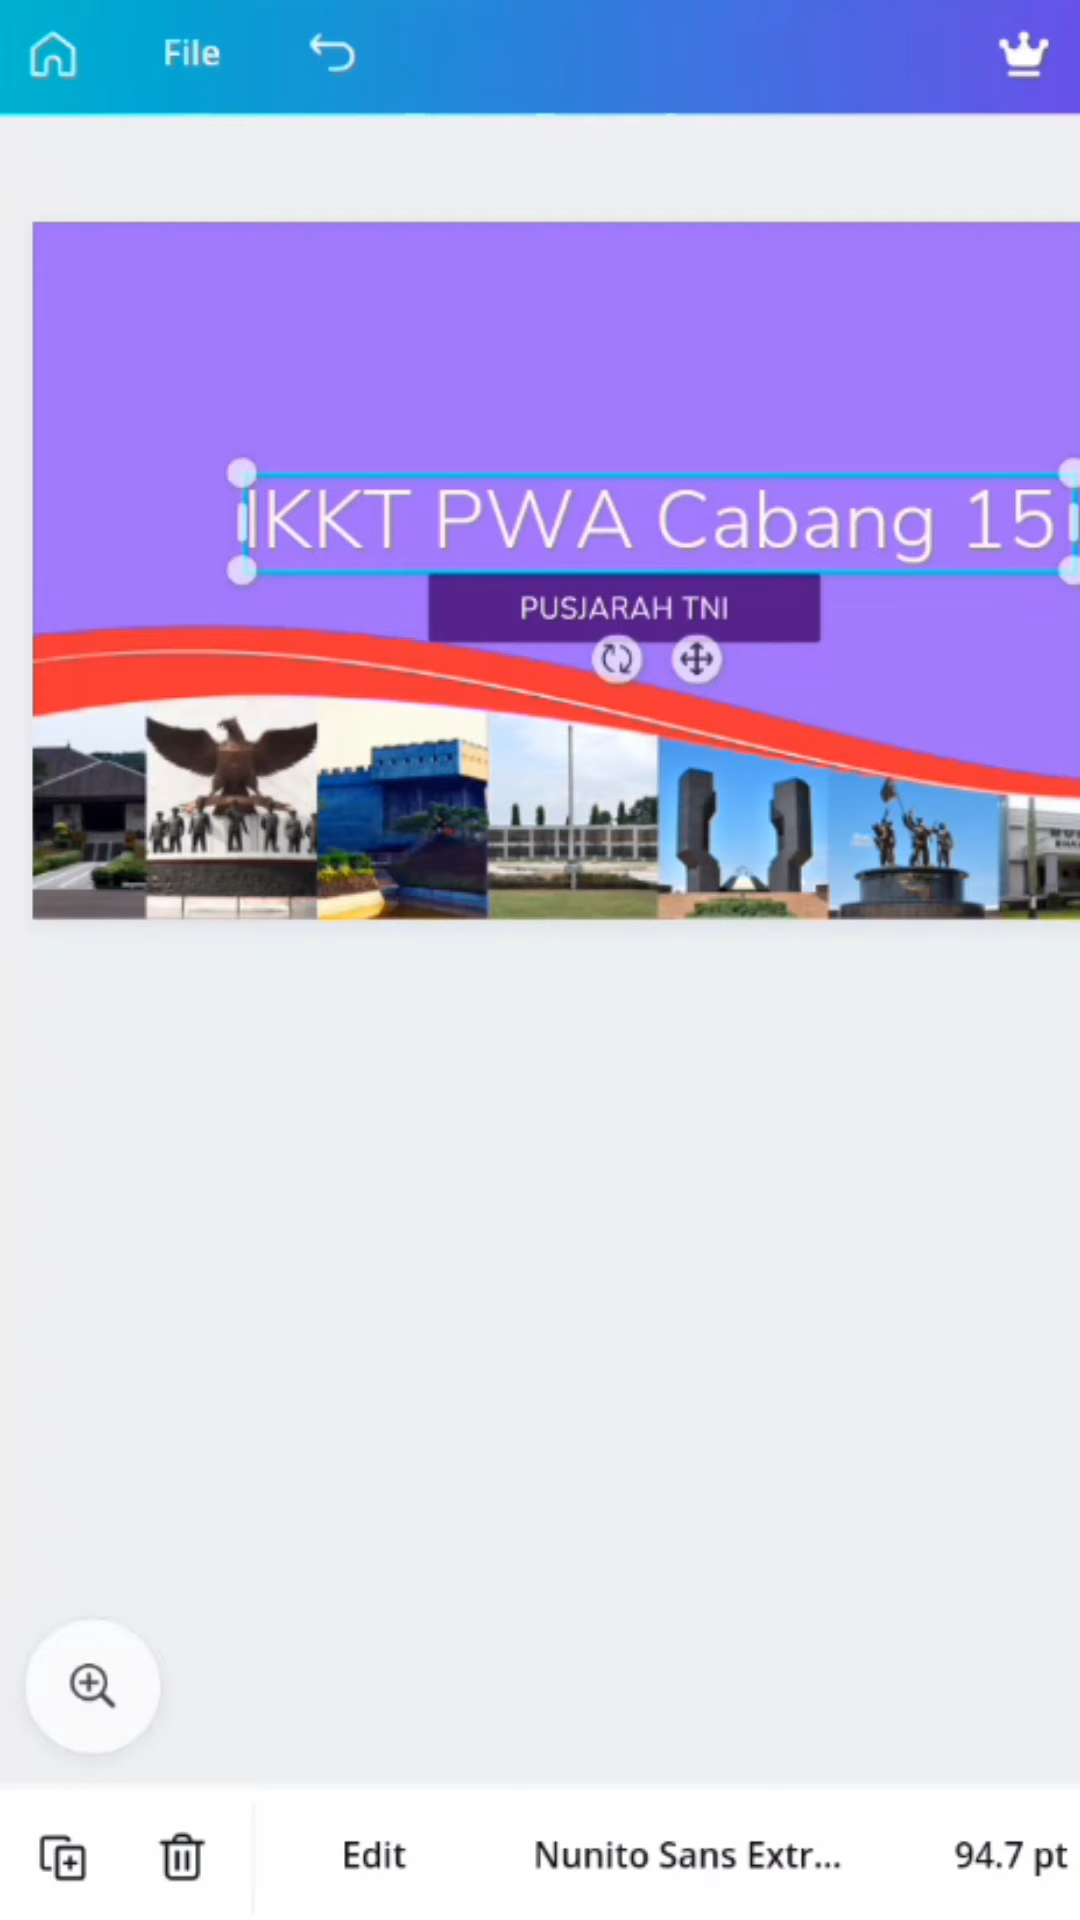 File
IKKT PWA Cabang 15
PUSJARAH TNI
Edit
Nunito Sans Extr...
94.7 pt